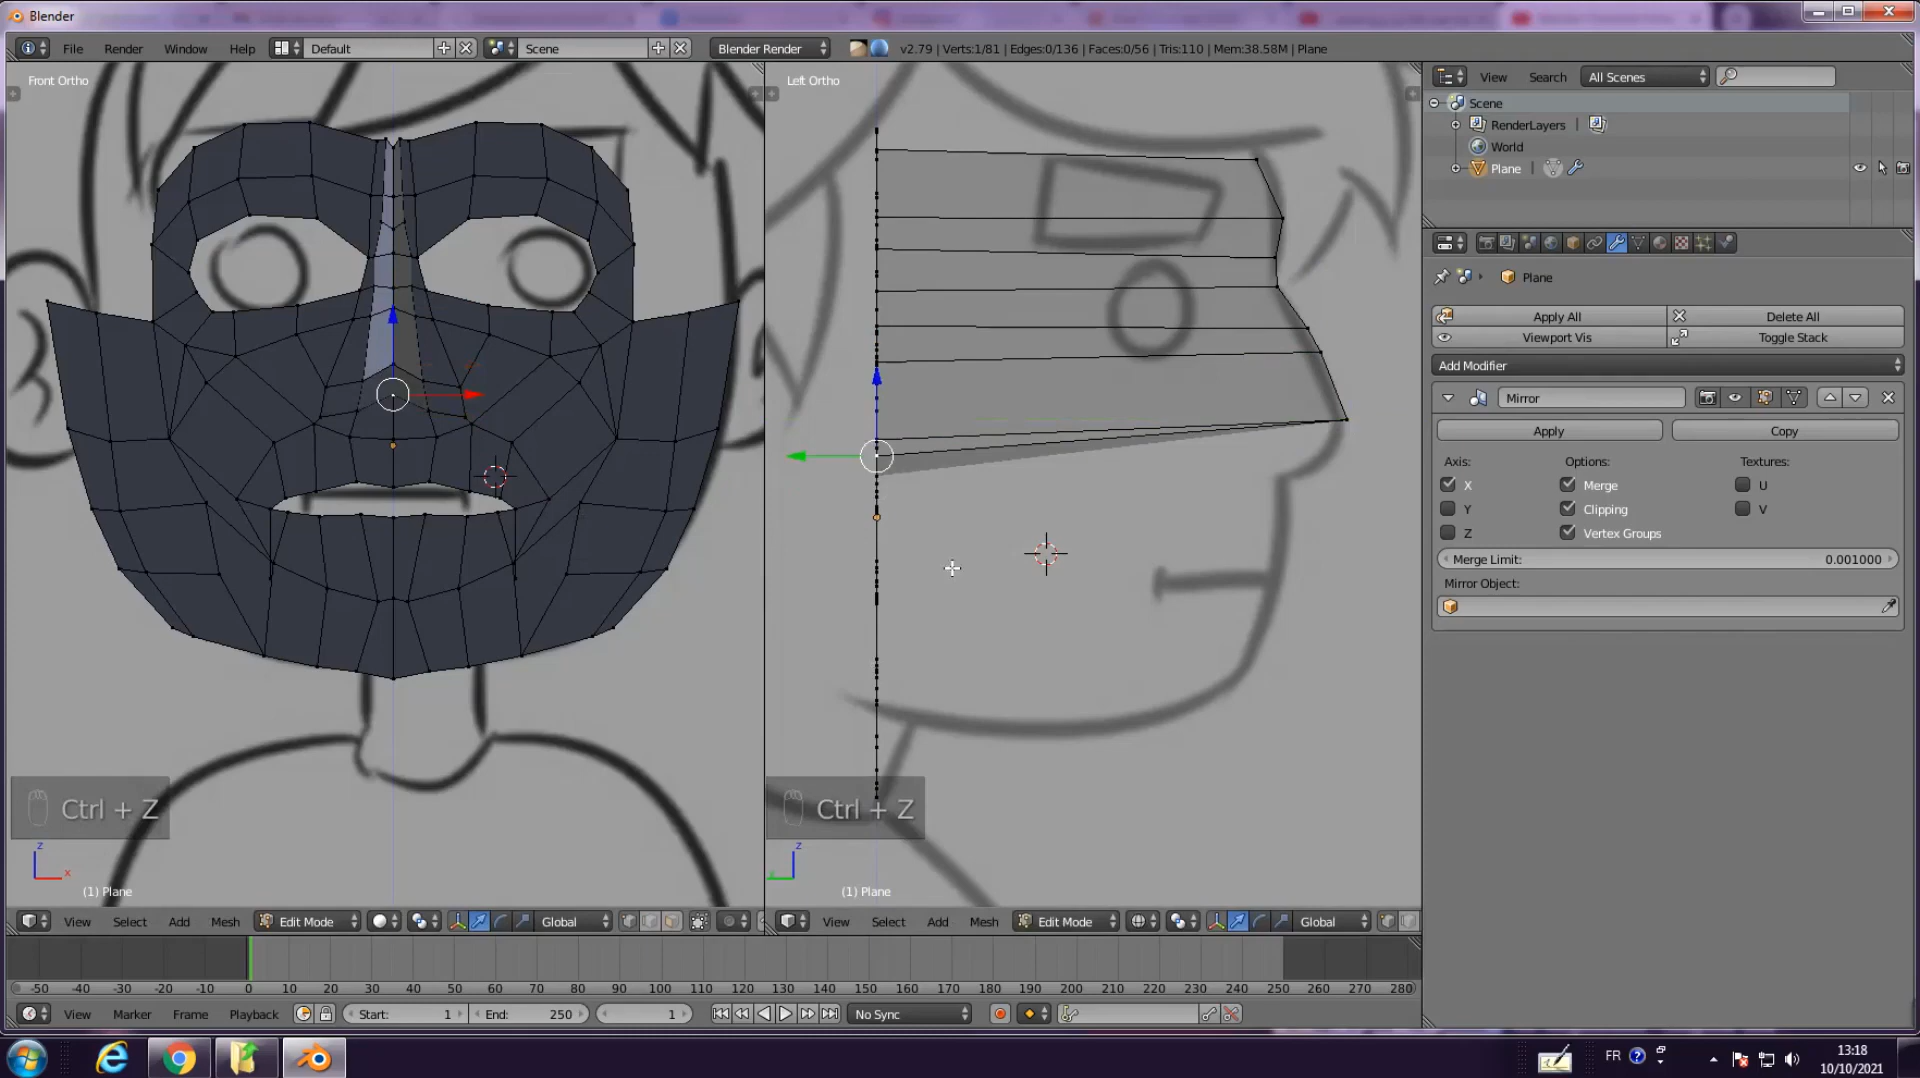 Blender
File Render Window Help Default Scene Blender Render v2.79 | Verts:1/81 | Edges:0/136 | Faces:0/56 | Tris:110 | Mem:38.58M | Plane
Front Ortho
Left Ortho
View Search All Scenes
Scene
RenderLayers
World
Plane
Plane
Apply All Delete All
Viewport Vis Toggle Stack
Add Modifier
Mirror
Apply Copy
Axis: Options: Textures:
X Merge U
Y Clipping V
Z Vertex Groups
Merge Limit: 0.001000
Mirror Object:
Ctrl + Z
Ctrl + Z
z
x
z
(1) Plane
(1) Plane
View Select Add Mesh Edit Mode Global
View Select Add Mesh Edit Mode Global
-50 -40 -30 -20 -10 0 10 20 30 40 50 60 70 80 90 100 110 120 130 140 150 160 170 180 190 200 210 220 230 240 250 260 270 280
View Marker Frame Playback Start: 1 End: 250 1 No Sync
FR
13:18
10/10/2021